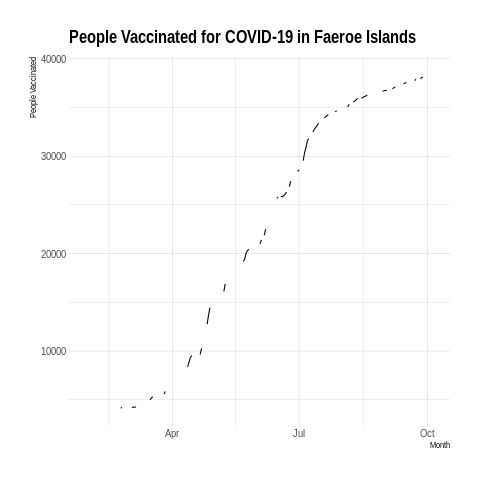 People Vaccinated for COVID-19 in Faeroe Islands
People Vaccinated
40000
30000
20000
10000
Apr
Jul
Oct
Month